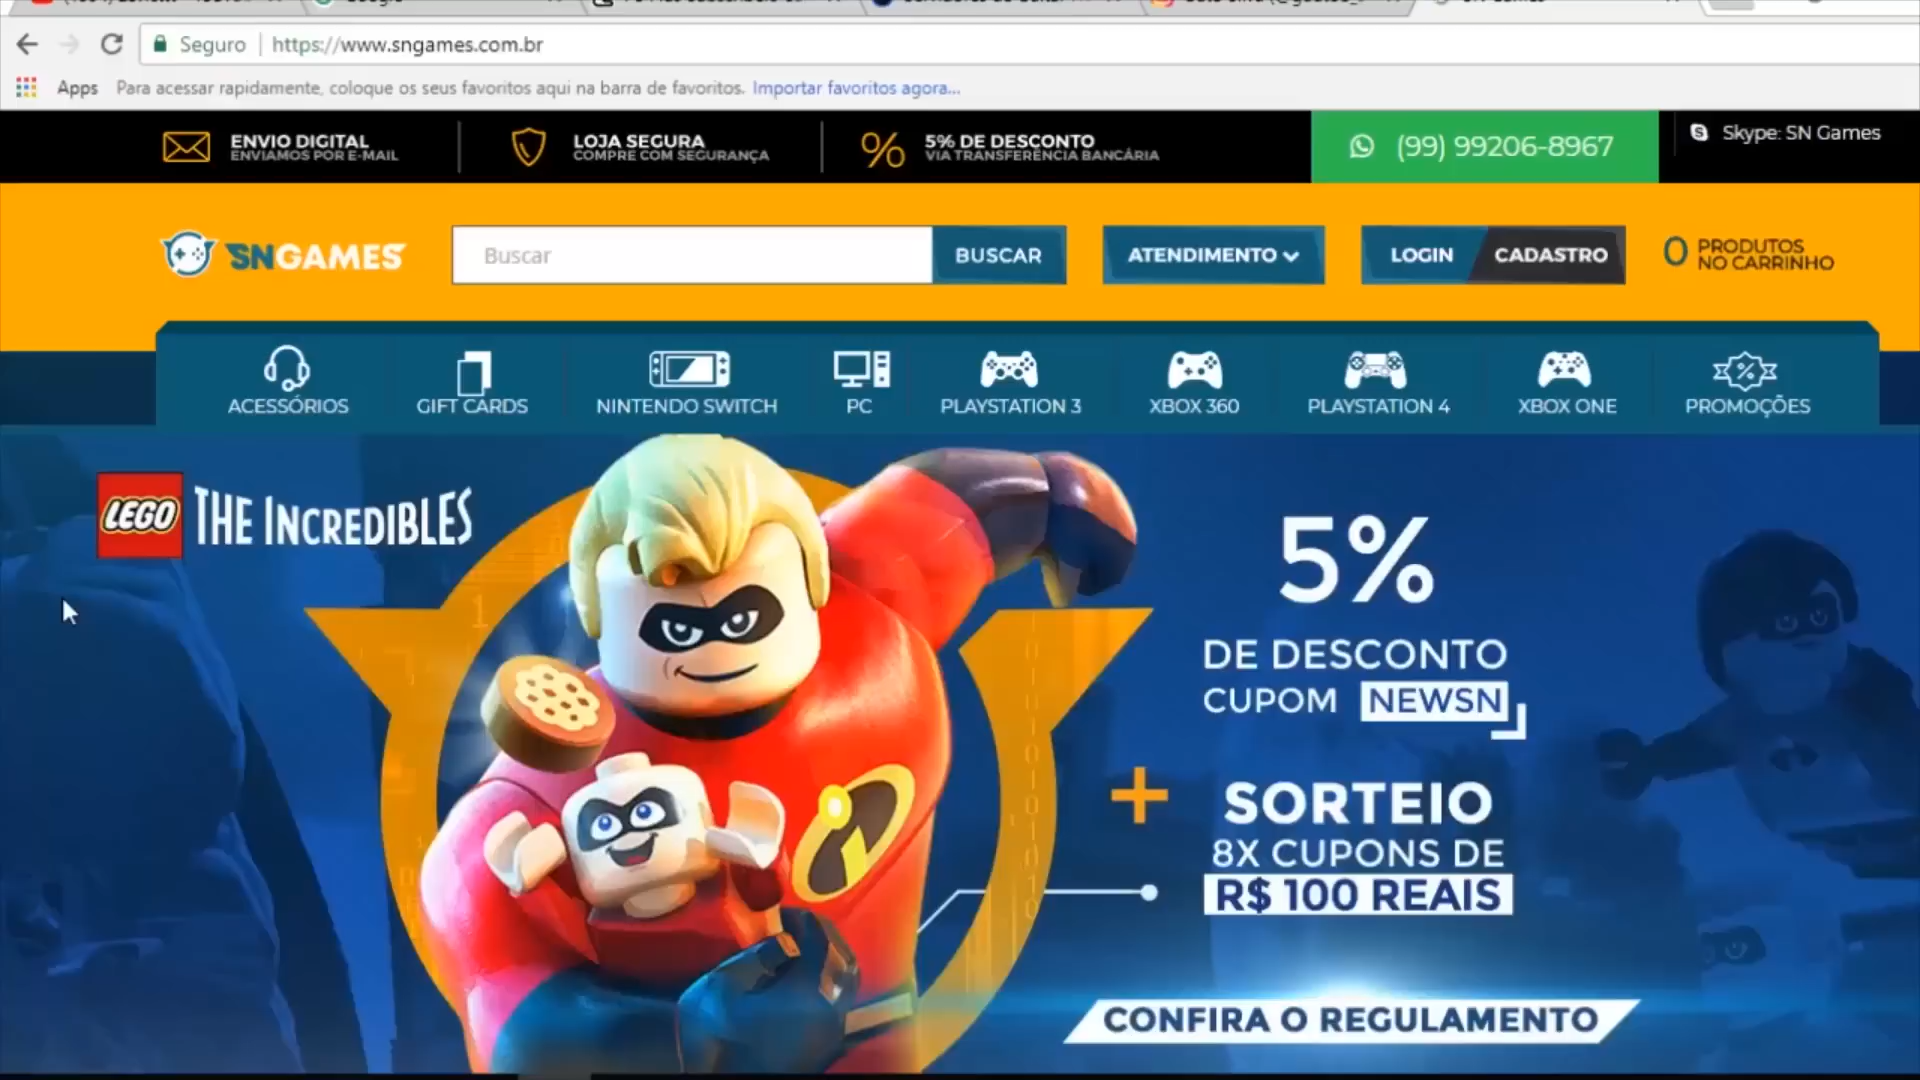 Seguro
https://www.sngames.com.br
Apps
Para acessar rapidamente, coloque os seus favoritos aqui na barra de favoritos.
Importar favoritos agora...
ENVIO DIGITAL
ENVIAMOS POR E-MAIL
LOJA SEGURA
COMPRE COM SEGURANÇA
%
5% DE DESCONTO
VIA TRANSFERÊNCIA BANCÁRIA
(99) 99206-8967
Skype: SN Games
SNGAMES
Buscar
BUSCAR
ATENDIMENTO
LOGIN
CADASTRO
0 PRODUTOS
NO CARRINHO
ACESSÓRIOS
GIFT CARDS
NINTENDO SWITCH
PC
PLAYSTATION 3
XBOX 360
PLAYSTATION 4
XBOX ONE
PROMOÇÕES
LEGO THE INCREDIBLES
5%
DE DESCONTO
CUPOM NEWSN
+ SORTEIO
8X CUPONS DE
R$ 100 REAIS
CONFIRA O REGULAMENTO